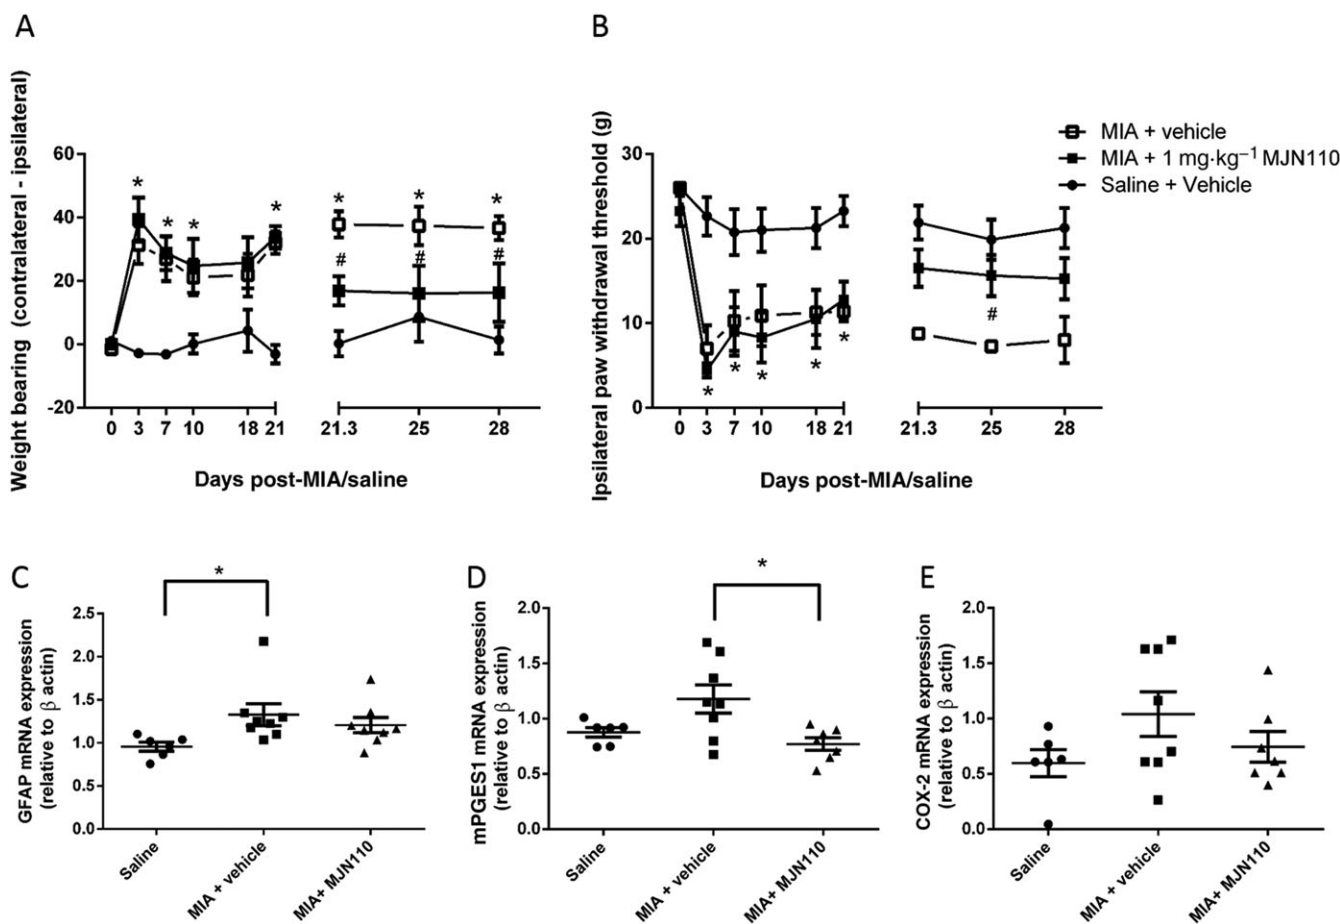 A
Weight bearing (contralateral - ipsilateral)
60
40
20
0
-20
* * * *
* * *
# # #
0 3 7 10 18 21
21.3 25 28
Days post-MIA/saline
B
Ipsilateral paw withdrawal threshold (g)
30
20
10
0
* * * * *
#
0 3 7 10 18 21
21.3 25 28
Days post-MIA/saline
MIA + vehicle
MIA + 1 mg·kg⁻¹ MJN110
Saline + Vehicle
C
GFAP mRNA expression
(relative to β actin)
2.5
2.0
1.5
1.0
0.5
0.0
*
Saline
MIA + vehicle
MIA+ MJN110
D
mPGES1 mRNA expression
(relative to β actin)
2.0
1.5
1.0
0.5
0.0
*
Saline
MIA + vehicle
MIA+ MJN110
E
COX-2 mRNA expression
(relative to β actin)
2.0
1.5
1.0
0.5
0.0
Saline
MIA + vehicle
MIA+ MJN110